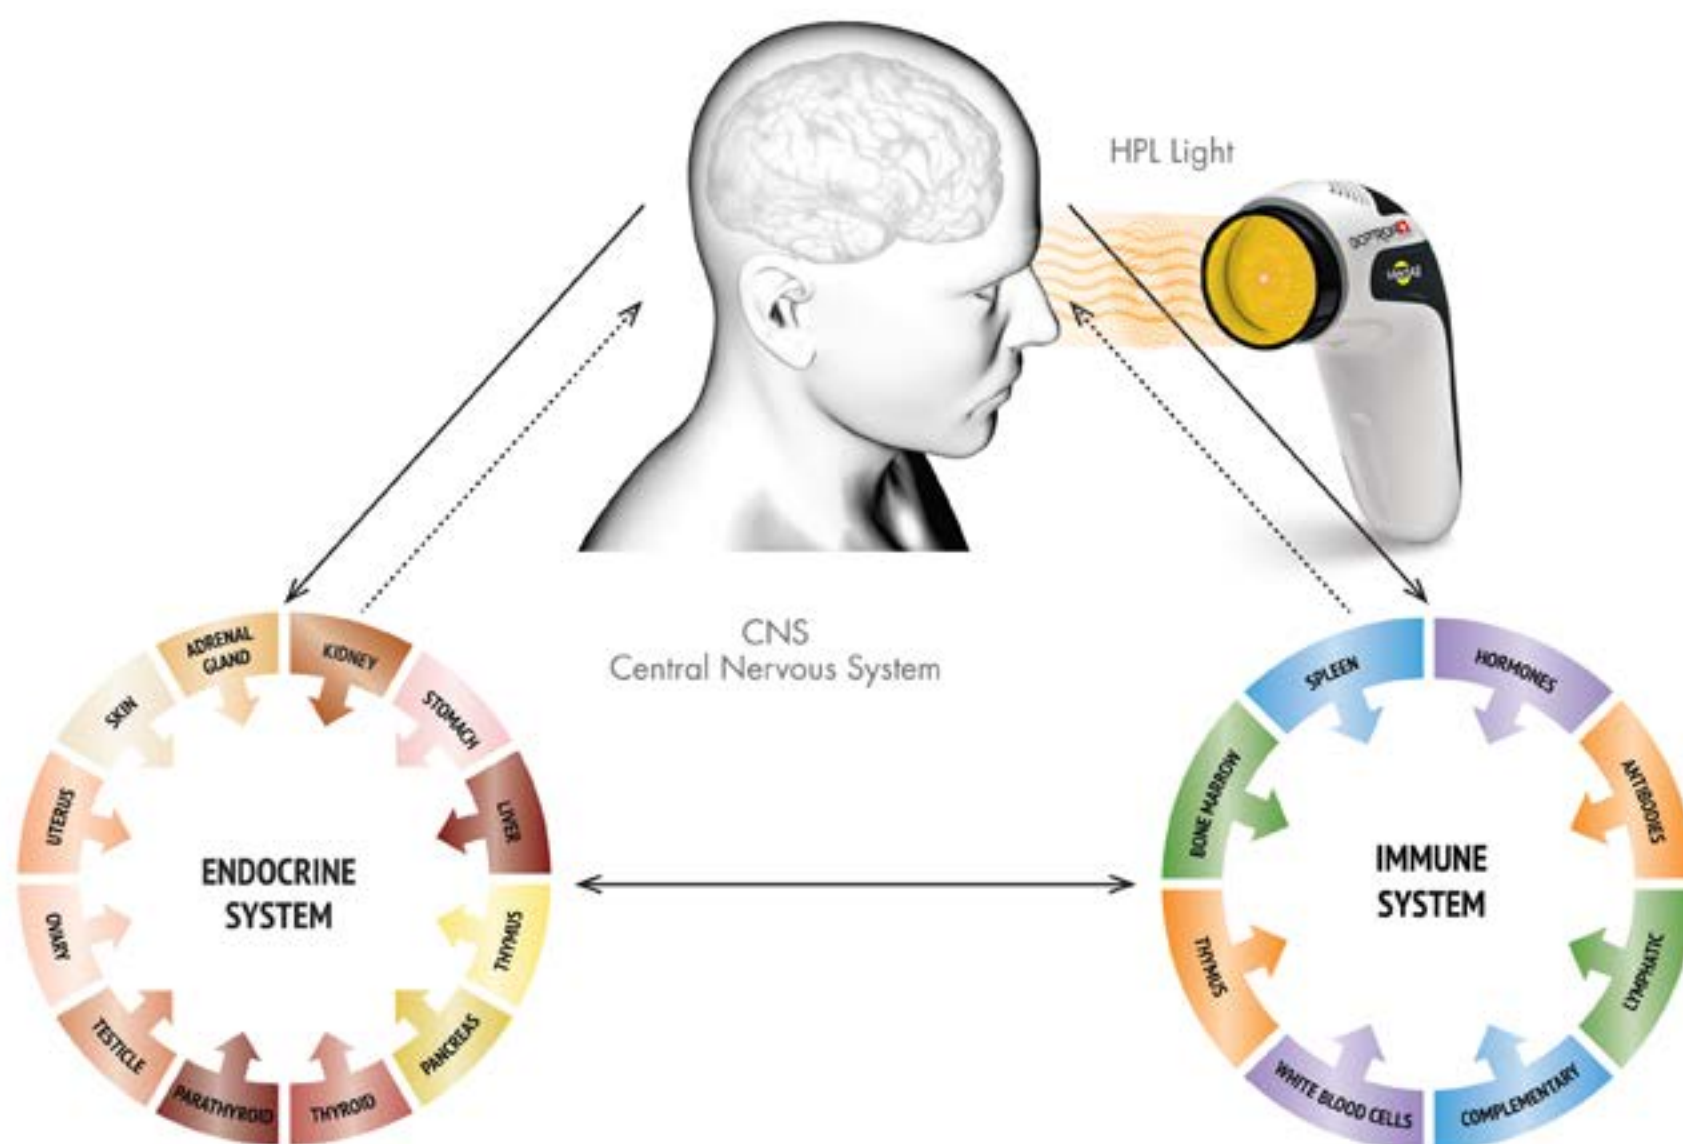 HPL Light
BIOPTRON
CNS
Central Nervous System
ADRENAL
GLAND
KIDNEY
STOMACH
LIVER
THYMUS
PANCREAS
THYROID
PARATHYROID
TESTICLE
OVARY
UTERUS
SKIN
ENDOCRINE
SYSTEM
SPLEEN
HORMONES
ANTIBODIES
LYMPHATIC
COMPLEMENTARY
WHITE BLOOD CELLS
THYMUS
BONE MARROW
IMMUNE
SYSTEM